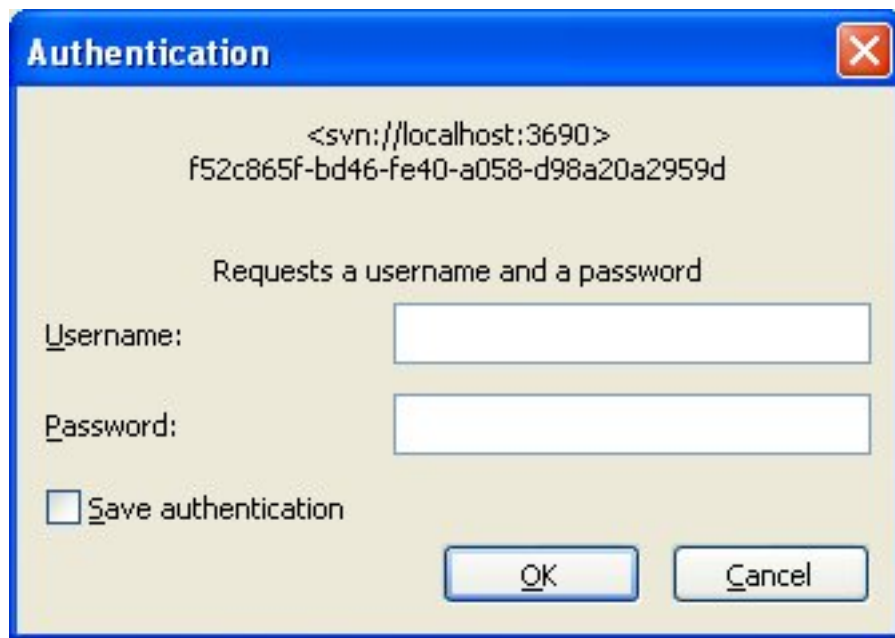 Authentication
<svn://localhost:3690>
f52c865f-bd46-fe40-a058-d98a20a2959d
Requests a username and a password
Username:
Password:
Save authentication
OK Cancel